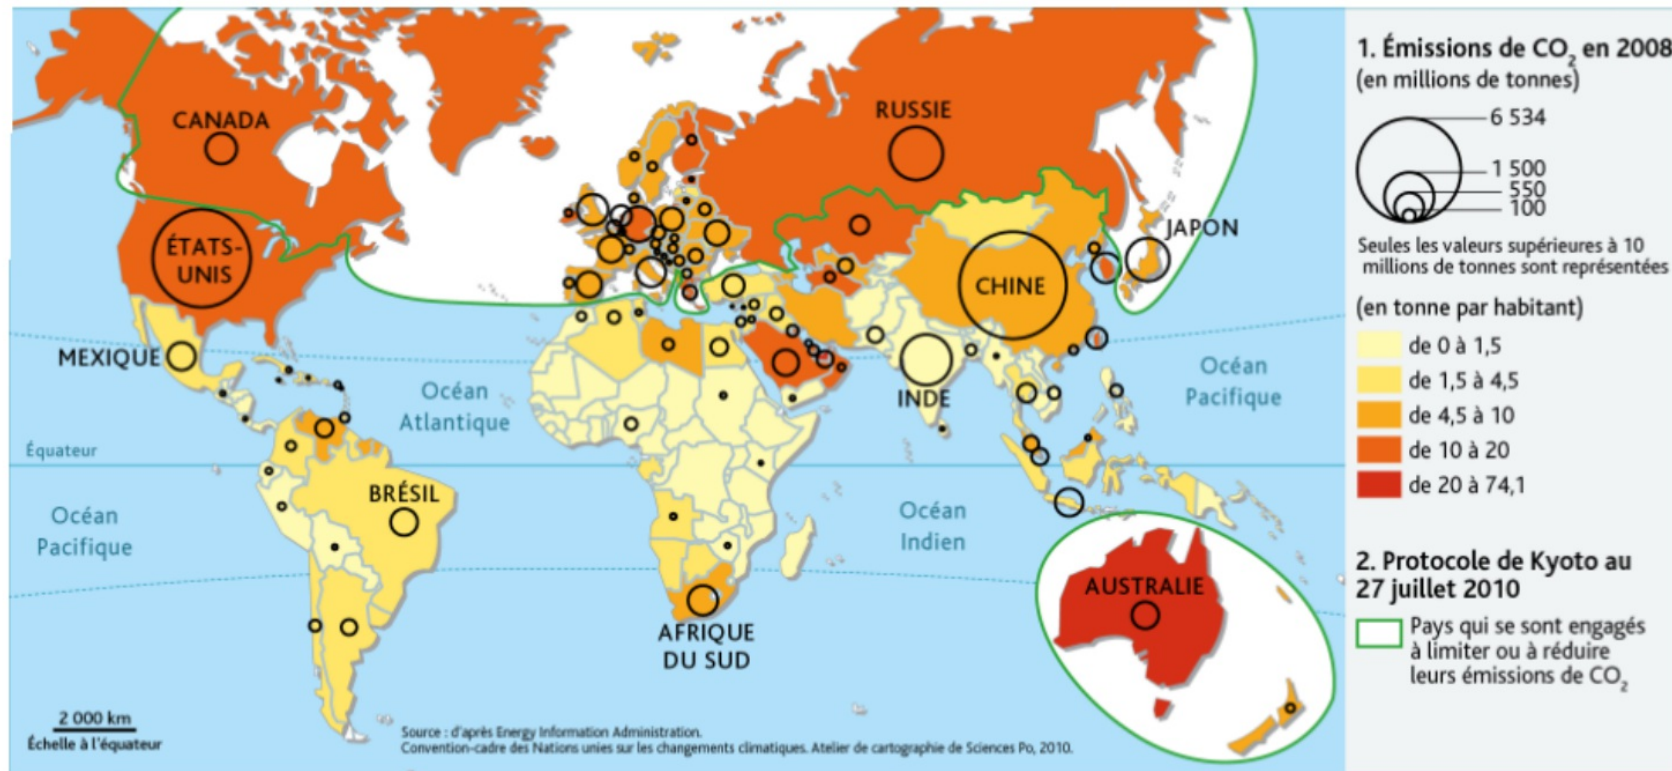 CANADA
RUSSIE
ÉTATS-
UNIS
JAPON
CHINE
MEXIQUE
INDE
Océan
Atlantique
Océan
Pacifique
Équateur
BRÉSIL
Océan
Pacifique
Océan
Indien
AUSTRALIE
AFRIQUE
DU SUD
2 000 km
Échelle à l'équateur
Source : d'après Energy Information Administration.
Convention-cadre des Nations unies sur les changements climatiques. Atelier de cartographie de Sciences Po, 2010.
1. Émissions de CO₂ en 2008
(en millions de tonnes)
6 534
1 500
550
100
Seules les valeurs supérieures à 10
millions de tonnes sont représentées
(en tonne par habitant)
de 0 à 1,5
de 1,5 à 4,5
de 4,5 à 10
de 10 à 20
de 20 à 74,1
2. Protocole de Kyoto au
27 juillet 2010
Pays qui se sont engagés
à limiter ou à réduire
leurs émissions de CO₂